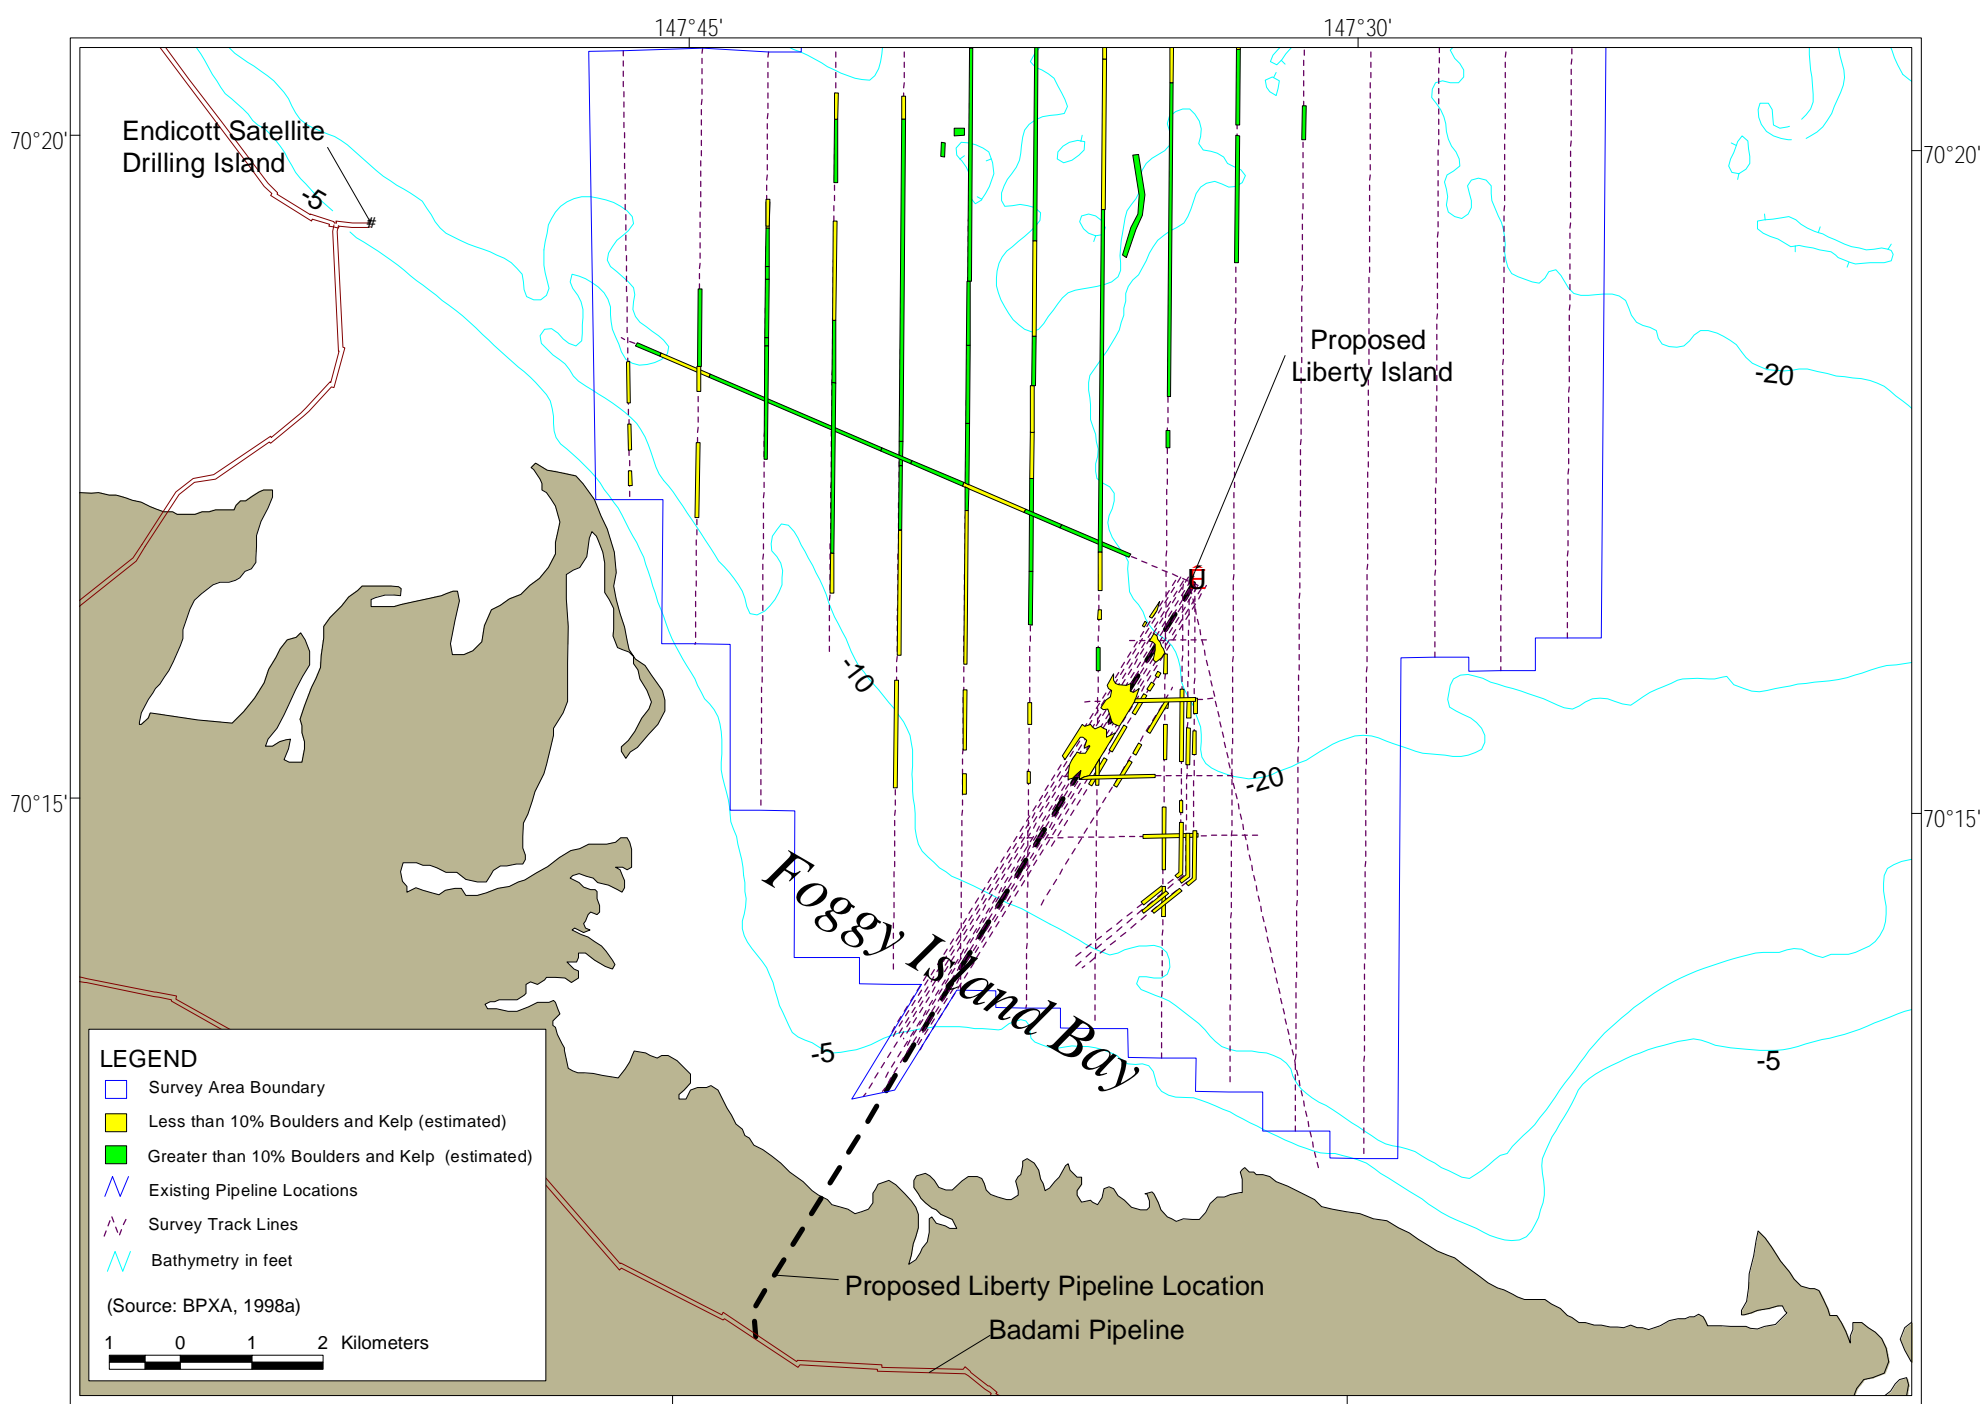 147°45'
147°30'
70°20'
70°20'
Endicott Satellite
Drilling Island
-5
#
Proposed
Liberty Island
-20
-10
-20
70°15'
70°15'
Foggy Island Bay
-5
-5
LEGEND
Survey Area Boundary
Less than 10% Boulders and Kelp (estimated)
Greater than 10% Boulders and Kelp (estimated)
Existing Pipeline Locations
Survey Track Lines
Bathymetry in feet
(Source: BPXA, 1998a)
1 0 1 2 Kilometers
Proposed Liberty Pipeline Location
Badami Pipeline